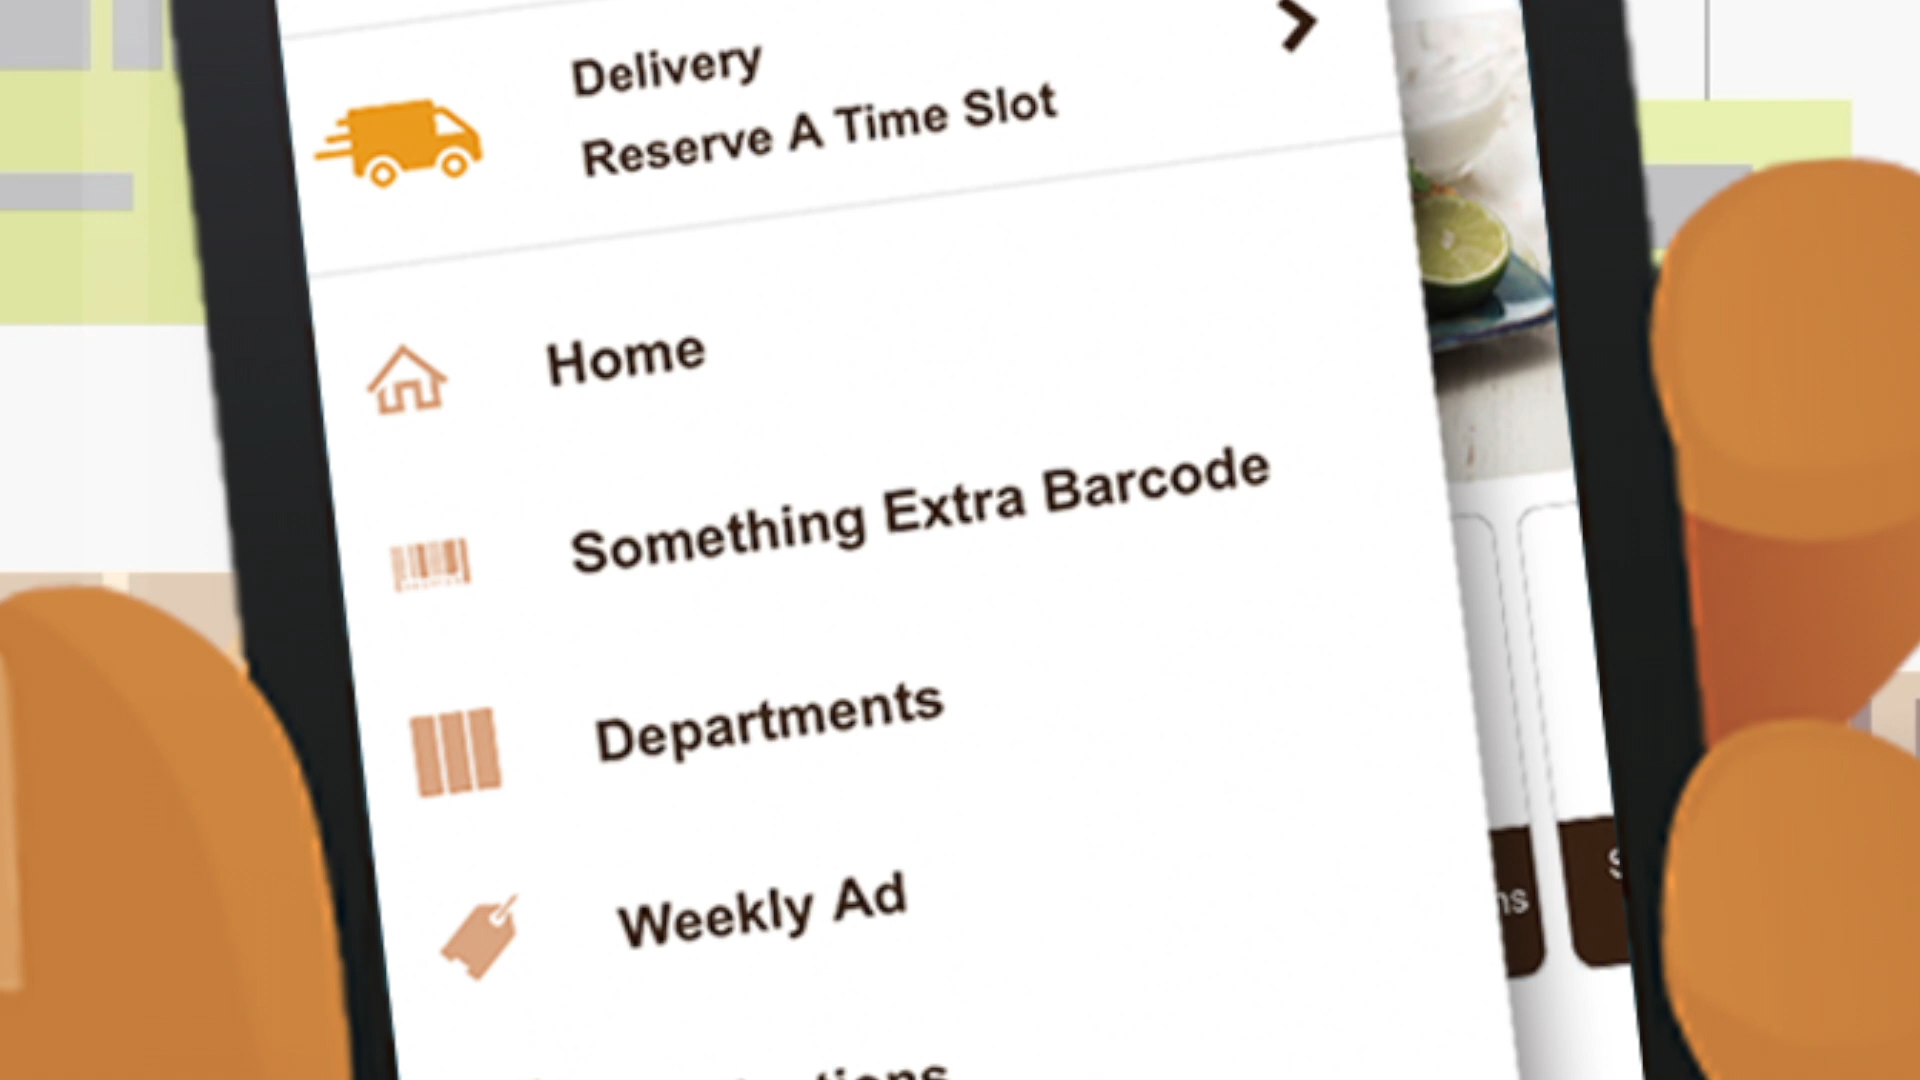 Delivery
Reserve A Time Slot
Home
Something Extra Barcode
Departments
Weekly Ad